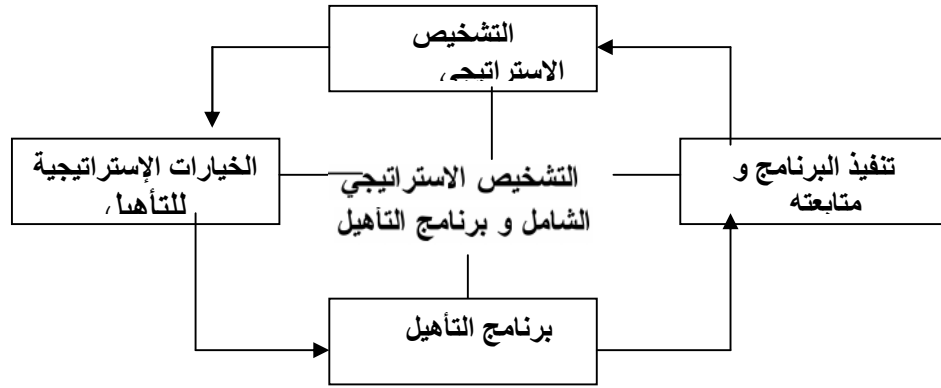 التشخيص
الاستراتيجي
الخيارات الإستراتيجية
للتأهيل
التشخيص الاستراتيجي
الشامل و برنامج التأهيل
تنفيذ البرنامج و
متابعته
برنامج التأهيل